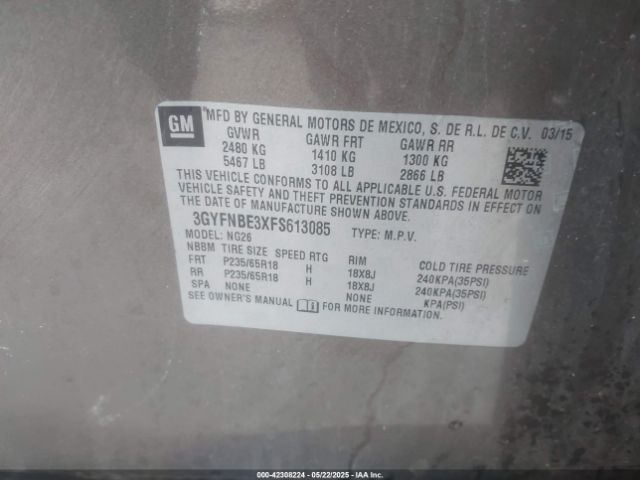 GM
MFD BY GENERAL MOTORS DE MEXICO, S. DE R.L. DE C.V. 03/15
GVWR GAWR FRT GAWR RR
2480 KG 1410 KG 1300 KG
5467 LB 3108 LB 2866 LB
THIS VEHICLE CONFORMS TO ALL APPLICABLE U.S. FEDERAL MOTOR
VEHICLE SAFETY AND THEFT PREVENTION STANDARDS IN EFFECT ON
THE DATE OF MANUFACTURE SHOWN ABOVE.
3GYFNBE3XFS613085 TYPE: M.P.V.
MODEL: NG26
NBBM TIRE SIZE SPEED RTG RIM COLD TIRE PRESSURE
FRT P235/65R18 H 18X8J 240KPA(35PSI)
RR P235/65R18 H 18X8J 240KPA(35PSI)
SPA NONE NONE KPA(PSI)
SEE OWNER'S MANUAL FOR MORE INFORMATION.
000-42308224 | 05/22/2025 | IAA Inc.